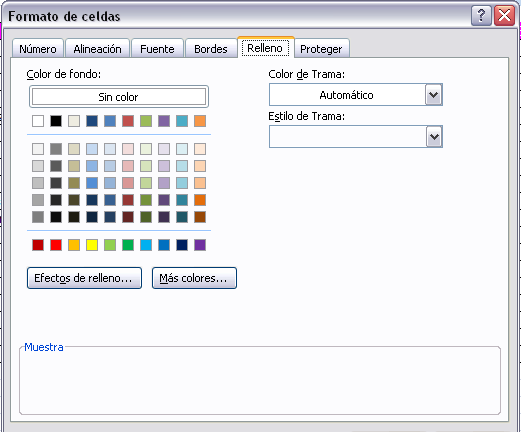 Formato de celdas
Número Alineación Fuente Bordes Relleno Proteger
Color de fondo:
Sin color
Color de Trama:
Automático
Estilo de Trama:
Efectos de relleno... Más colores...
Muestra